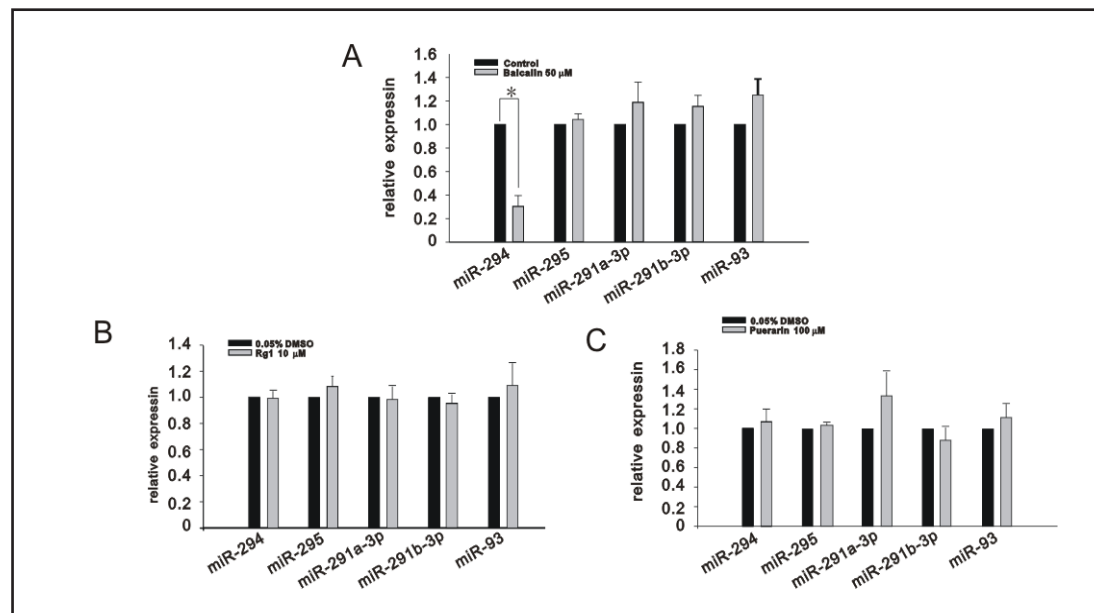 A
Control
Baicalin 50 µM
*
relative expressin
1.6
1.4
1.2
1.0
0.8
0.6
0.4
0.2
0
miR-294
miR-295
miR-291a-3p
miR-291b-3p
miR-93
B
0.05% DMSO
Rg1 10 µM
relative expressin
1.4
1.2
1.0
0.8
0.6
0.4
0.2
0
miR-294
miR-295
miR-291a-3p
miR-291b-3p
miR-93
C
0.05% DMSO
Puerarin 100 µM
relative expressin
1.8
1.6
1.4
1.2
1.0
0.8
0.6
0.4
0.2
0
miR-294
miR-295
miR-291a-3p
miR-291b-3p
miR-93